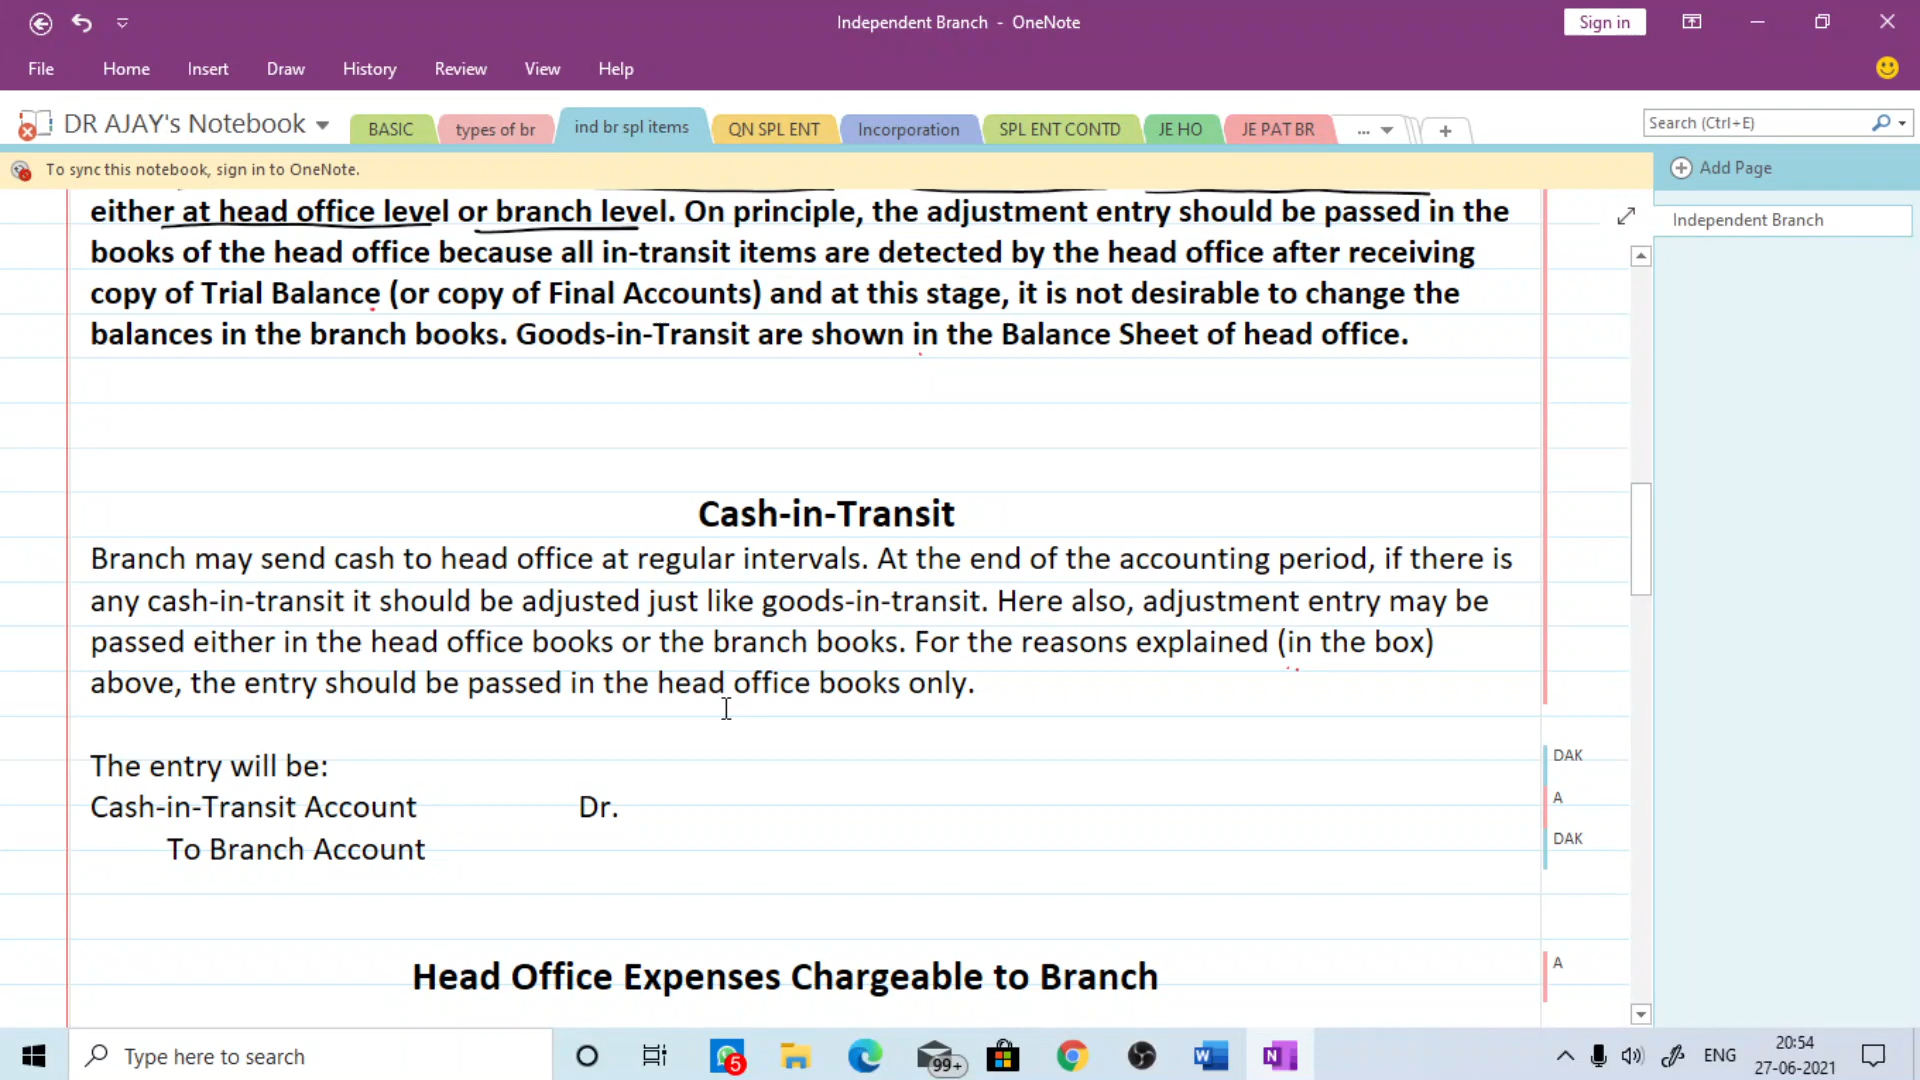 Independent Branch - OneNote
Sign in
File Home Insert Draw History Review View Help
DR AJAY's Notebook
BASIC types of br ind br spl items QN SPL ENT Incorporation SPL ENT CONTD JE HO JE PAT BR ...
Search (Ctrl+E)
To sync this notebook, sign in to OneNote.
Add Page
Independent Branch
either at head office level or branch level. On principle, the adjustment entry should be passed in the
books of the head office because all in-transit items are detected by the head office after receiving
copy of Trial Balance (or copy of Final Accounts) and at this stage, it is not desirable to change the
balances in the branch books. Goods-in-Transit are shown in the Balance Sheet of head office.
Cash-in-Transit
Branch may send cash to head office at regular intervals. At the end of the accounting period, if there is
any cash-in-transit it should be adjusted just like goods-in-transit. Here also, adjustment entry may be
passed either in the head office books or the branch books. For the reasons explained (in the box)
above, the entry should be passed in the head office books only.
The entry will be:
DAK
Cash-in-Transit Account Dr.
A
To Branch Account
DAK
Head Office Expenses Chargeable to Branch
A
Type here to search
5
99+
W
N
ENG
20:54
27-06-2021